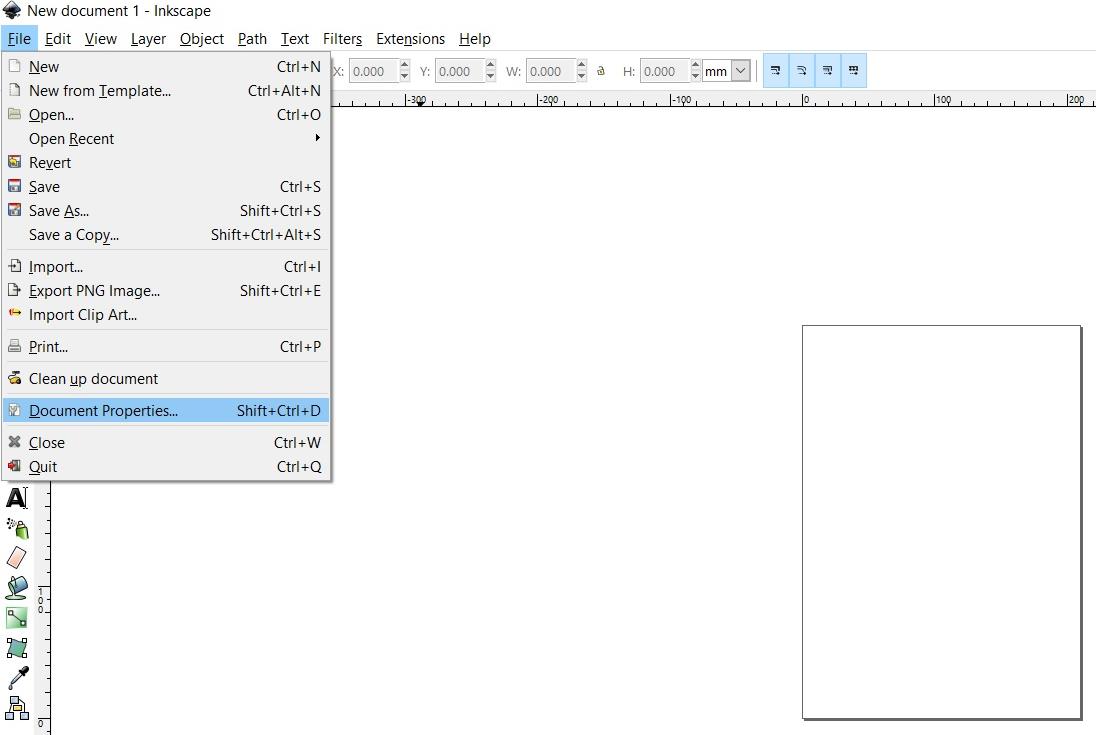 New document 1 - Inkscape
File Edit View Layer Object Path Text Filters Extensions Help
X: 0.000 Y: 0.000 W: 0.000 H: 0.000 mm
-300 -200 -100 0 100 200
New Ctrl+N
New from Template... Ctrl+Alt+N
Open... Ctrl+O
Open Recent
Revert
Save Ctrl+S
Save As... Shift+Ctrl+S
Save a Copy... Shift+Ctrl+Alt+S
Import... Ctrl+I
Export PNG Image... Shift+Ctrl+E
Import Clip Art...
Print... Ctrl+P
Clean up document
Document Properties... Shift+Ctrl+D
Close Ctrl+W
Quit Ctrl+Q
A
100
0